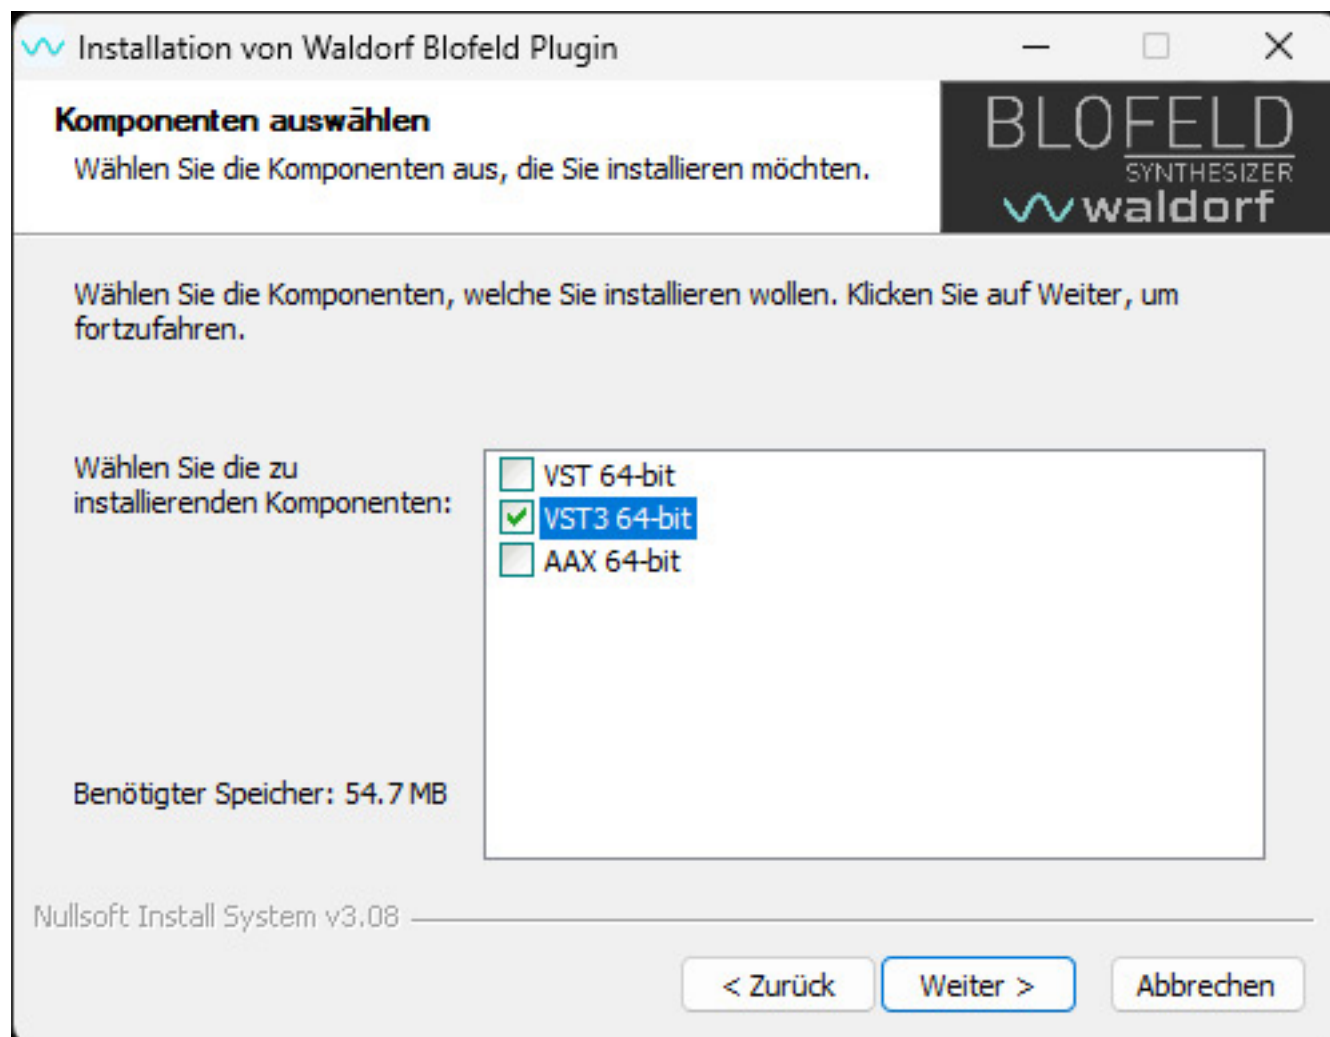 Installation von Waldorf Blofeld Plugin
Komponenten auswählen
Wählen Sie die Komponenten aus, die Sie installieren möchten.
BLOFELD
SYNTHESIZER
waldorf
Wählen Sie die Komponenten, welche Sie installieren wollen. Klicken Sie auf Weiter, um
fortzufahren.
Wählen Sie die zu
installierenden Komponenten:
VST 64-bit
VST3 64-bit
AAX 64-bit
Benötigter Speicher: 54.7 MB
Nullsoft Install System v3.08
< Zurück
Weiter >
Abbrechen